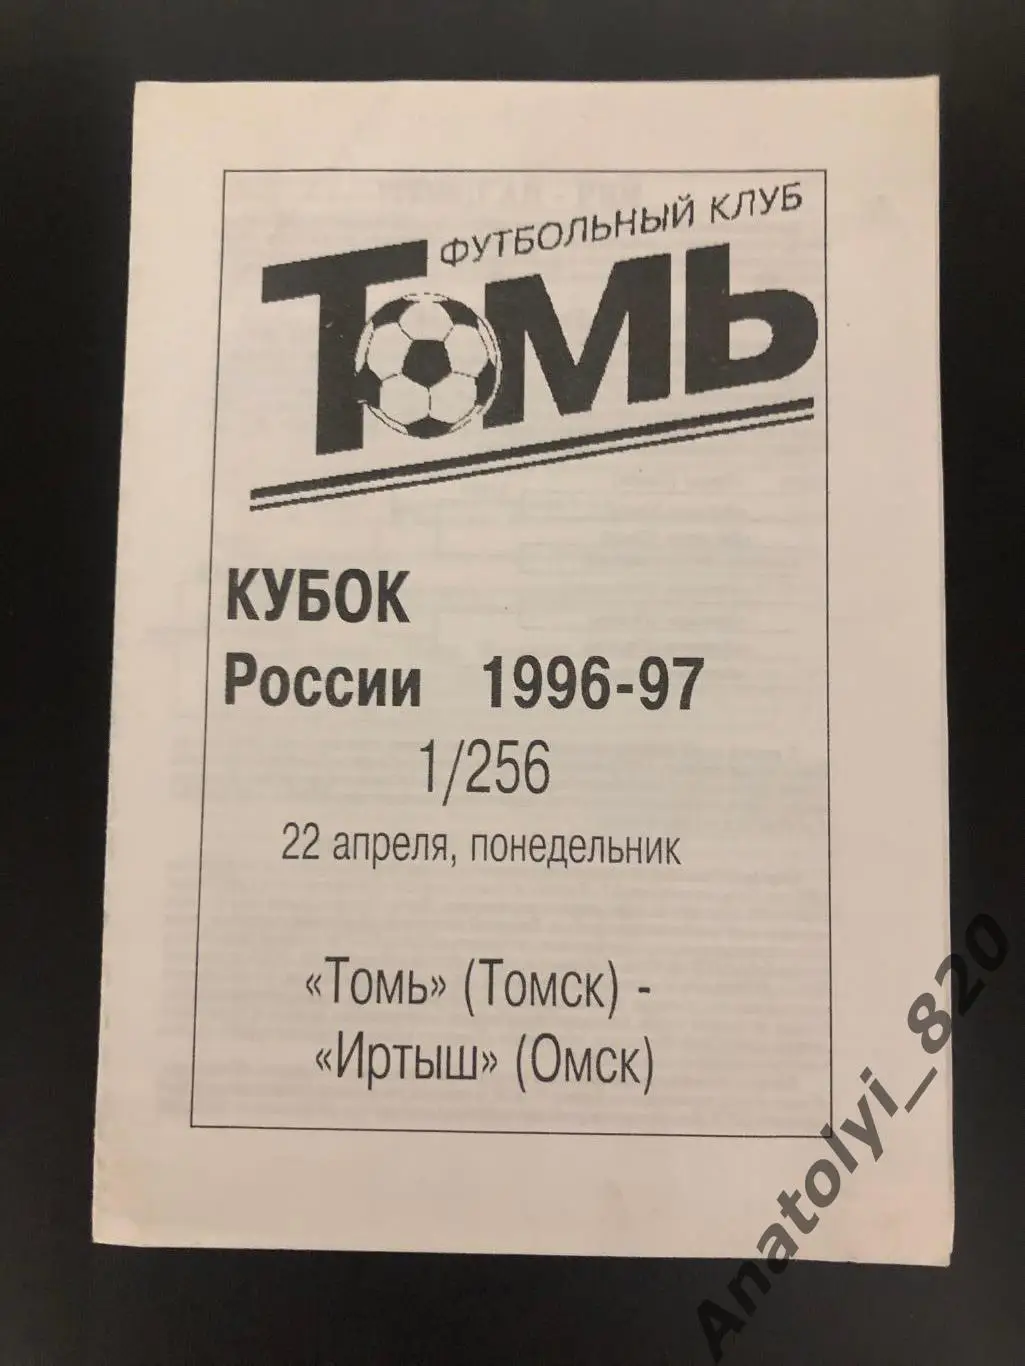 ФУТБОЛЬНЫЙ КЛУБ
Томь
КУБОК
России 1996-97
1/256
22 апреля, понедельник
«Томь» (Томск) -
«Иртыш» (Омск)
Anatolyi_820